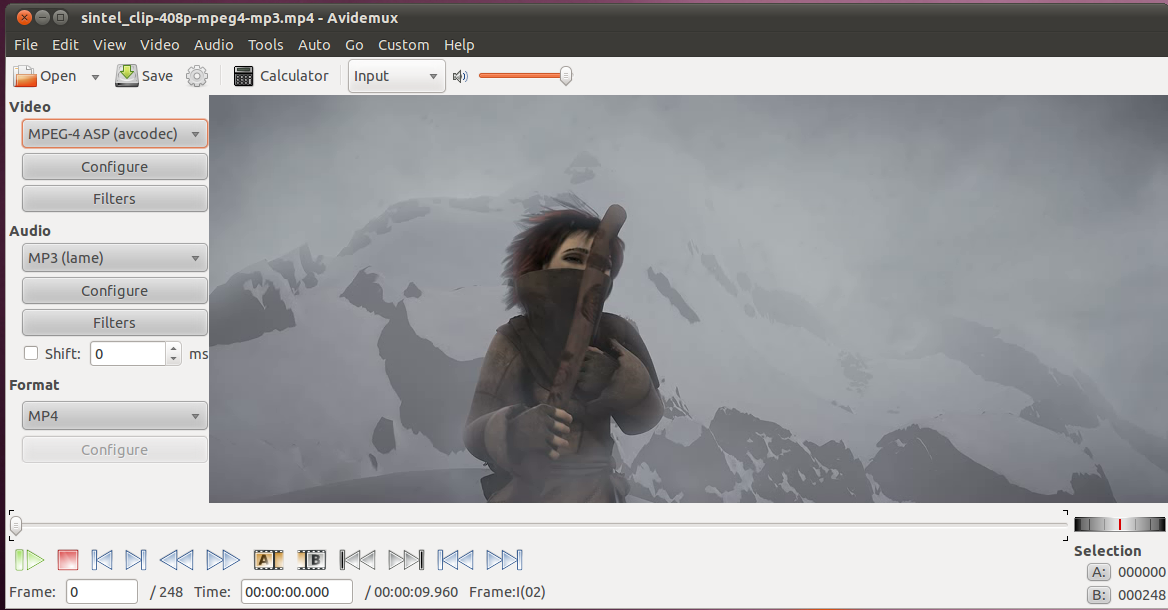 sintel_clip-408p-mpeg4-mp3.mp4 - Avidemux
File Edit View Video Audio Tools Auto Go Custom Help
Open Save Calculator Input
Video
MPEG-4 ASP (avcodec)
Configure
Filters
Audio
MP3 (lame)
Configure
Filters
Shift: 0 ms
Format
MP4
Configure
A B
Selection
A: 000000
Frame: 0 / 248 Time: 00:00:00.000 / 00:00:09.960 Frame:I(02)
B: 000248